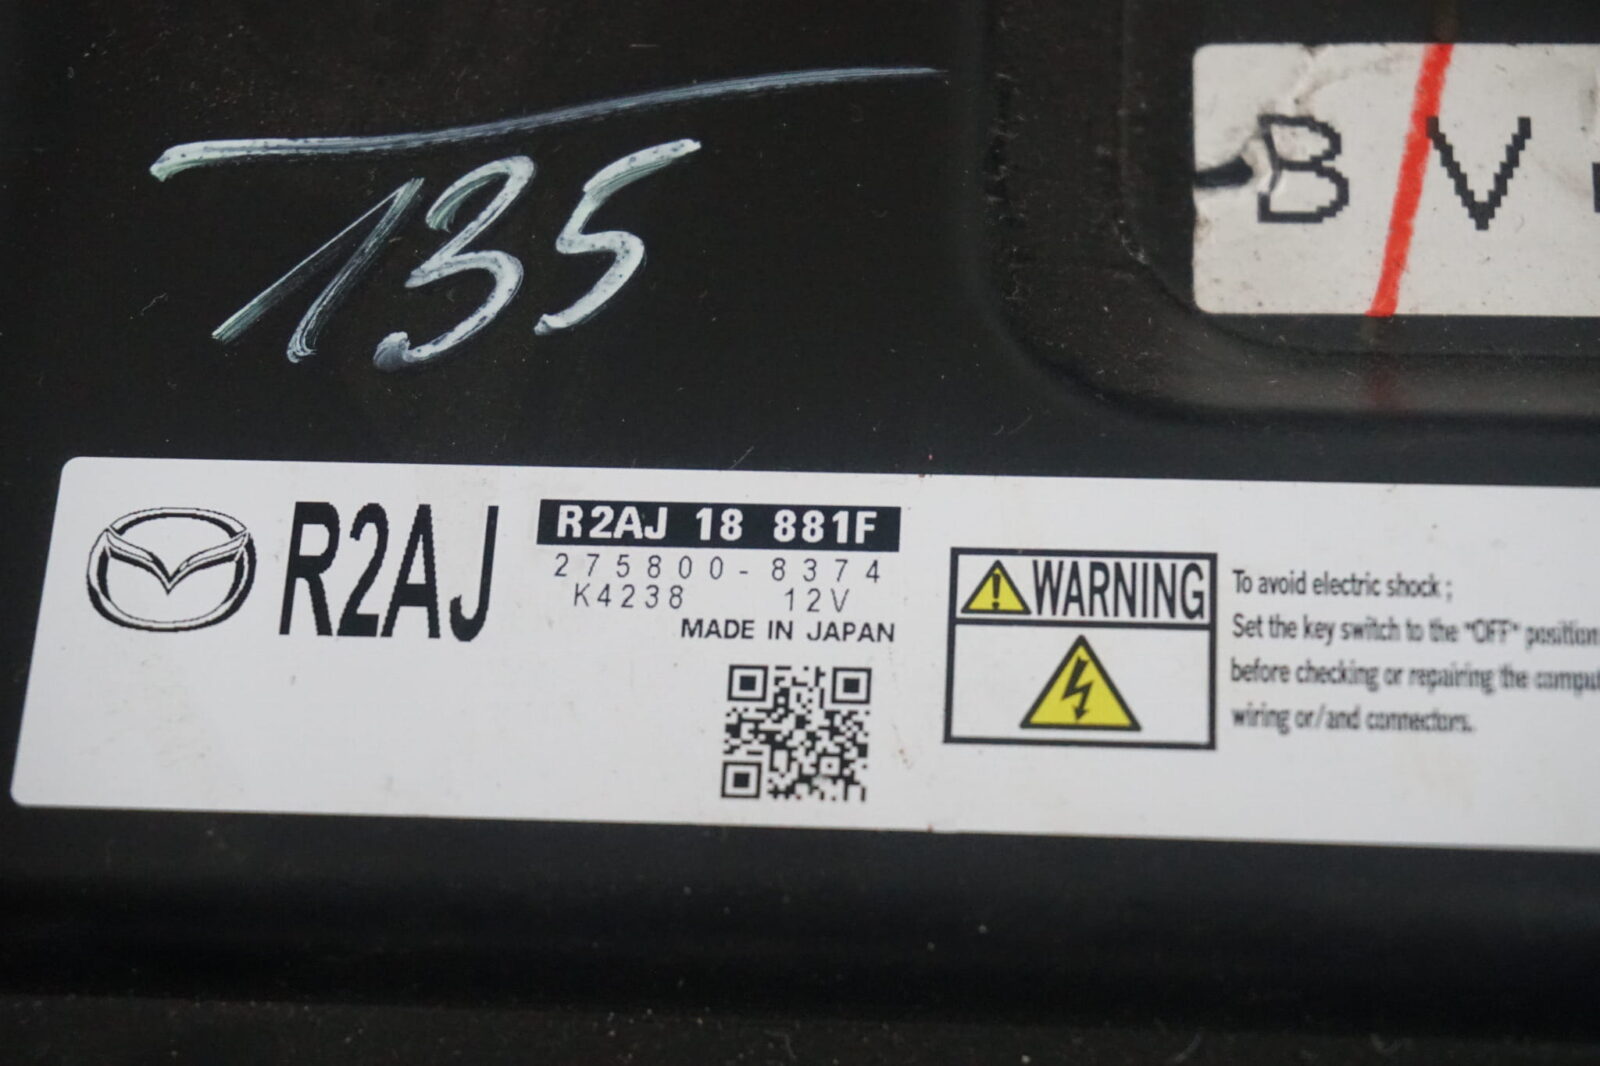 135
B V
R2AJ
R2AJ 18 881F
275800-8374
K4238 12V
MADE IN JAPAN
WARNING
To avoid electric shock ;
Set the key switch to the "OFF" position
before checking or repairing the comput
wiring or/and connectors.